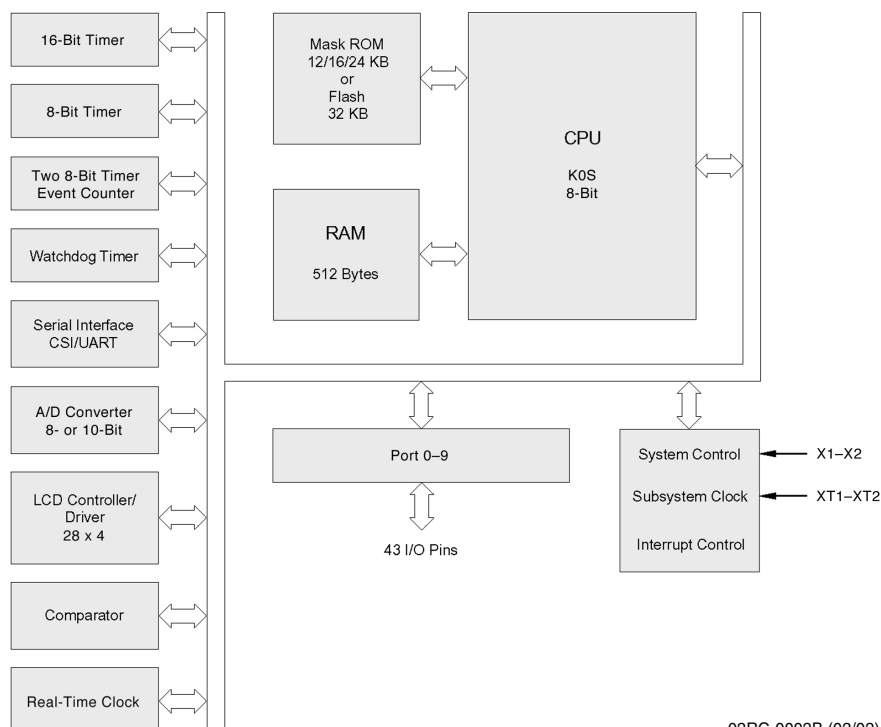 16-Bit Timer
8-Bit Timer
Two 8-Bit Timer
Event Counter
Watchdog Timer
Serial Interface
CSI/UART
A/D Converter
8- or 10-Bit
LCD Controller/
Driver
28 x 4
Comparator
Real-Time Clock
Mask ROM
12/16/24 KB
or
Flash
32 KB
RAM
512 Bytes
CPU
K0S
8-Bit
Port 0–9
43 I/O Pins
System Control
Subsystem Clock
Interrupt Control
X1–X2
XT1–XT2